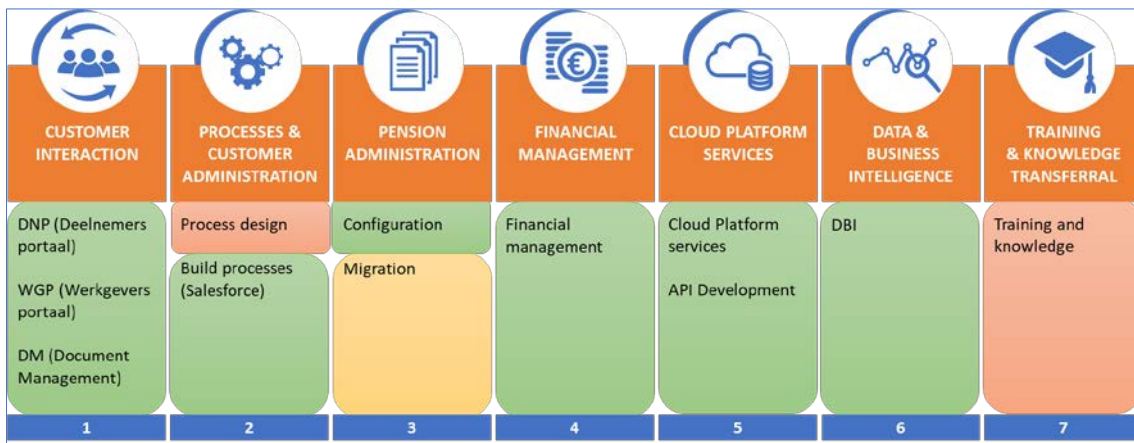 CUSTOMER
INTERACTION
PROCESSES &
CUSTOMER
ADMINISTRATION
PENSION
ADMINISTRATION
FINANCIAL
MANAGEMENT
CLOUD PLATFORM
SERVICES
DATA &
BUSINESS
INTELLIGENCE
TRAINING
& KNOWLEDGE
TRANSFERRAL
DNP (Deelnemers
portaal)
WGP (Werkgevers
portaal)
DM (Document
Management)
Process design
Build processes
(Salesforce)
Configuration
Migration
Financial
management
Cloud Platform
services
API Development
DBI
Training and
knowledge
1
2
3
4
5
6
7